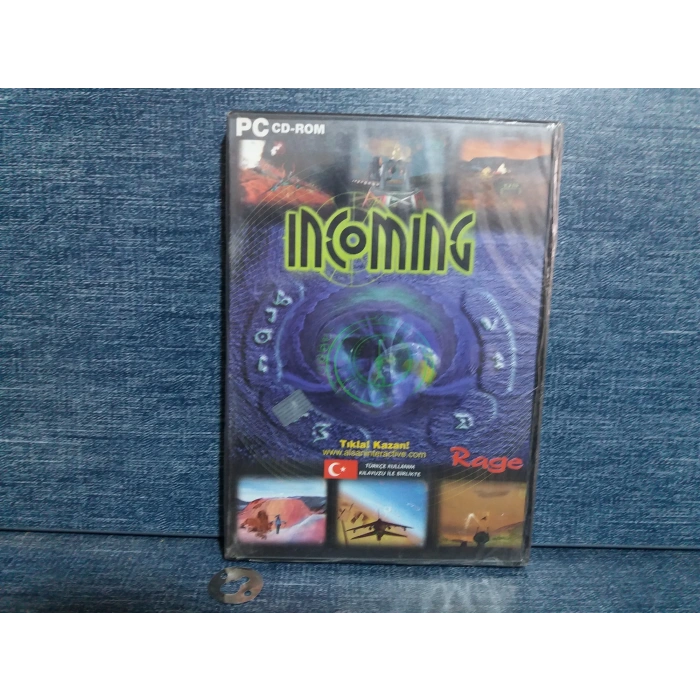 PC CD-ROM
INCOMING
Tıkla! Kazan!
www.alsaninteractive.com
Rage
TÜRKÇE KULLANIM
KILAVUZU İLE BİRLİKTE